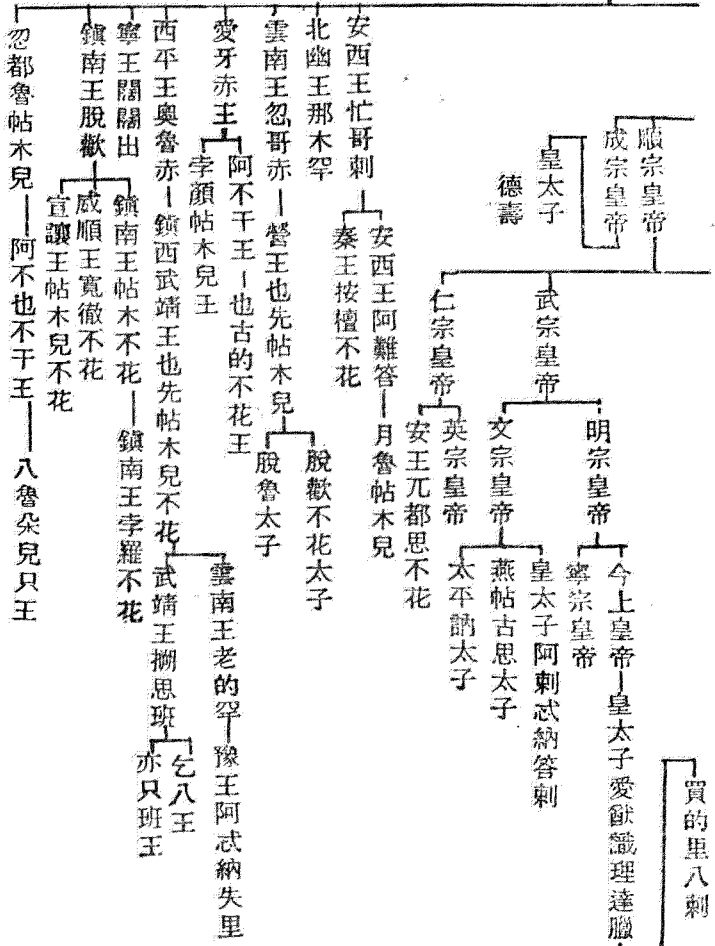 買的里八剌
順宗皇帝
成宗皇帝
皇太子
德壽
武宗皇帝
仁宗皇帝
明宗皇帝
文宗皇帝
英宗皇帝
安王兀都思不花
今上皇帝
皇太子愛猷識理達臘
寧宗皇帝
皇太子阿剌忒納答剌
燕帖古思太子
太平訥太子
安西王忙哥剌
安西王阿難答
月魯帖木兒
秦王按檀不花
北幽王那木罕
雲南王忽哥赤
營王也先帖木兒
脫歡不花太子
脫魯太子
愛牙赤王
阿不干王
也古的不花王
孛顏帖木兒王
西平王奧魯赤
鎮西武靖王也先帖木兒不花
雲南王老的罕
豫王阿忒納失里
武靖王搠思班
乞八王
亦只班王
寧王闊闊出
鎮南王脫歡
鎮南王帖木不花
鎮南王孛羅不花
威順王寬徹不花
宣讓王帖木兒不花
忽都魯帖木兒
阿不也不干王
八魯朵兒只王